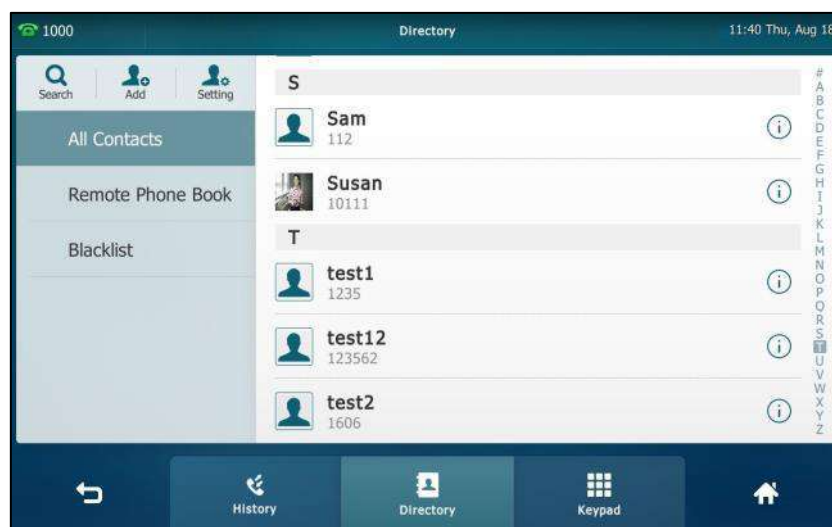 1000
Directory
11:40 Thu, Aug 18
Search
Add
Setting
All Contacts
Remote Phone Book
Blacklist
S
Sam
112
Susan
10111
T
test1
1235
test12
123562
test2
1606
#
A
B
C
D
E
F
G
H
I
J
K
L
M
N
O
P
Q
R
S
T
U
V
W
X
Y
Z
History
Directory
Keypad